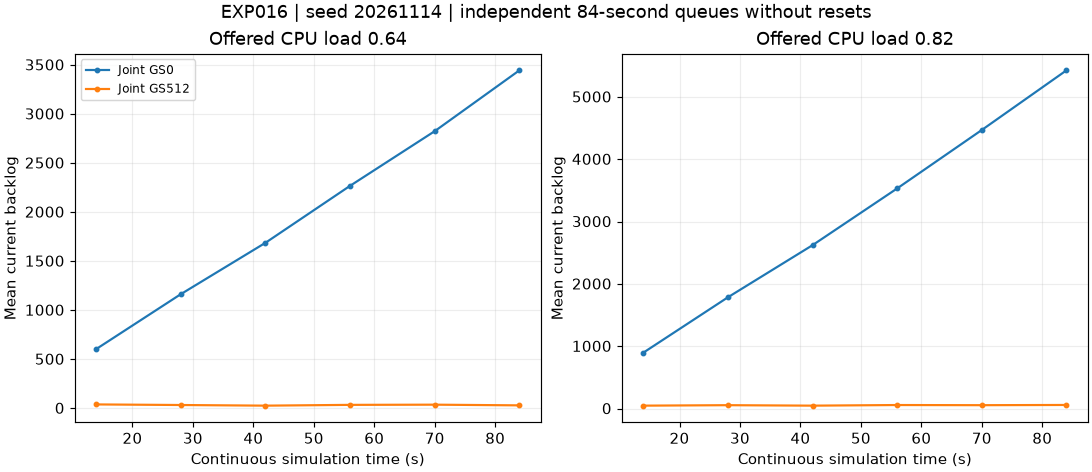 EXP016 | seed 20261114 | independent 84-second queues without resets
Offered CPU load 0.64
Mean current backlog
3500
3000
2500
2000
1500
1000
500
0
Joint GS0
Joint GS512
20 30 40 50 60 70 80
Continuous simulation time (s)
Offered CPU load 0.82
Mean current backlog
5000
4000
3000
2000
1000
0
20 30 40 50 60 70 80
Continuous simulation time (s)